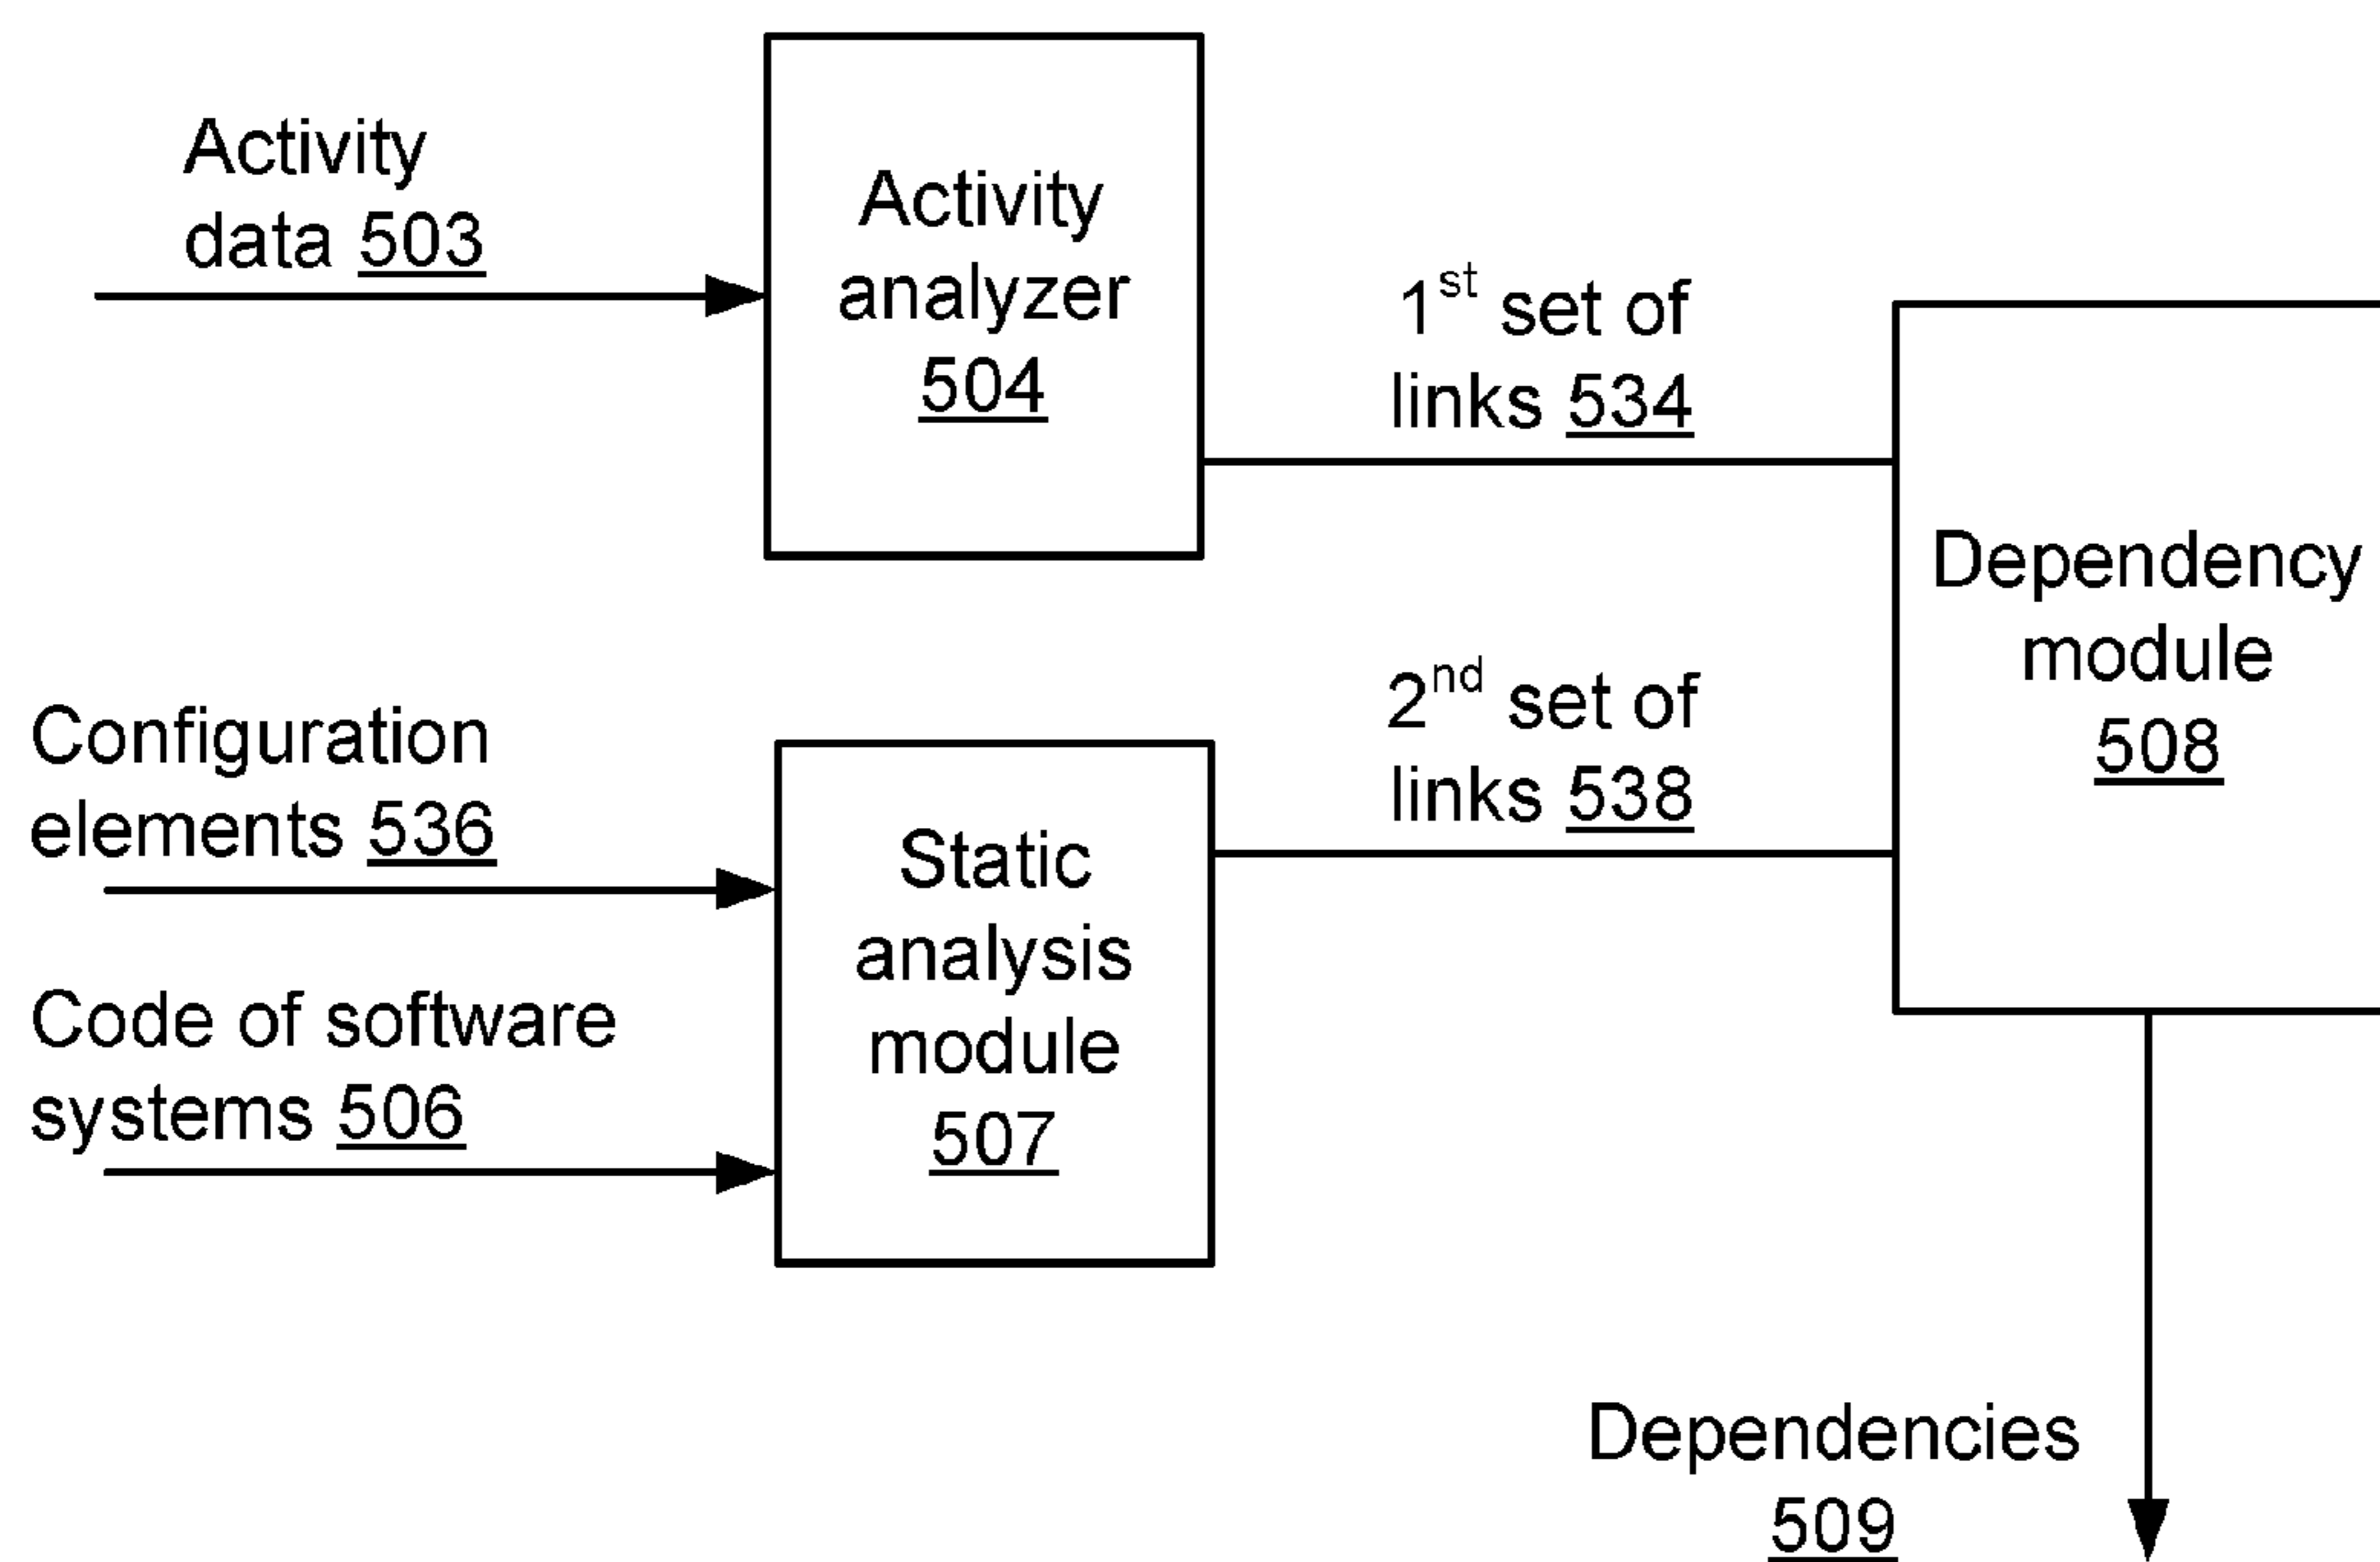 Activity
data 503
Activity
analyzer
504
1st set of
links 534
Dependency
module
508
Configuration
elements 536
Code of software
systems 506
Static
analysis
module
507
2nd set of
links 538
Dependencies
509